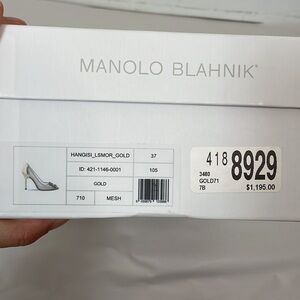 MANOLO BLAHNIK®
HANGISI_LSMOR_GOLD 37
ID: 421-1146-0001 105
GOLD
710 MESH
418 8929
3480
GOLD71
7B $1,195.00